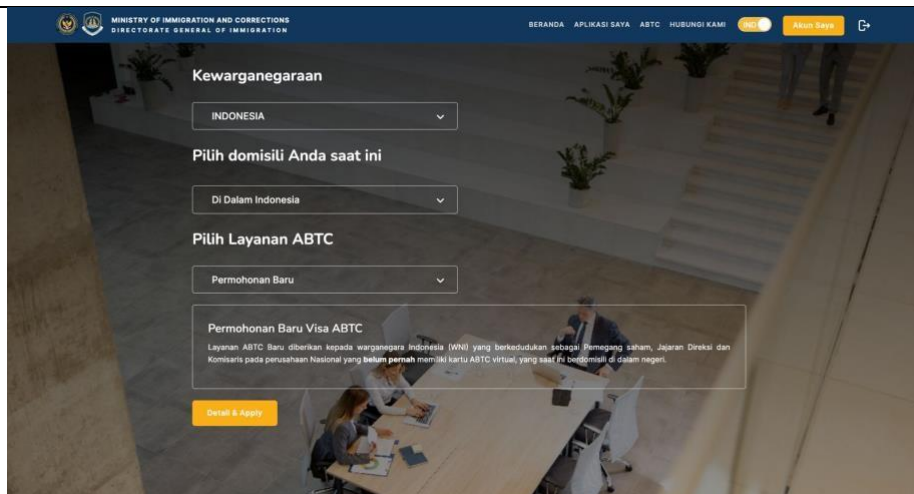 MINISTRY OF IMMIGRATION AND CORRECTIONS
DIRECTORATE GENERAL OF IMMIGRATION
BERANDA APLIKASI SAYA ABTC HUBUNGI KAMI IND Akun Saya
Kewarganegaraan
INDONESIA
Pilih domisili Anda saat ini
Di Dalam Indonesia
Pilih Layanan ABTC
Permohonan Baru
Permohonan Baru Visa ABTC
Layanan ABTC Baru diberikan kepada warganegara Indonesia (WNI) yang berkedudukan sebagai Pemegang saham, Jajaran Direksi dan
Komisaris pada perusahaan Nasional yang belum pernah memiliki kartu ABTC virtual, yang saat ini berdomisili di dalam negeri.
Detail & Apply